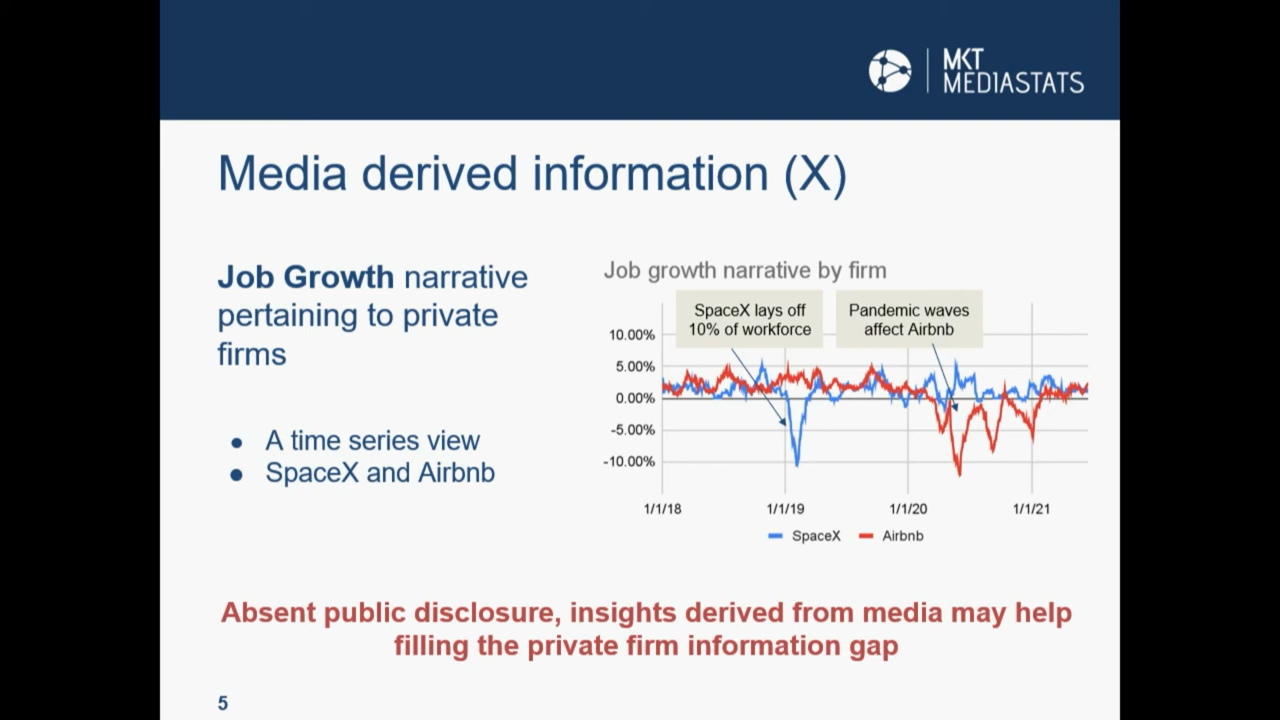 MKT
MEDIASTATS
Media derived information (X)
Job Growth narrative
pertaining to private
firms
● A time series view
● SpaceX and Airbnb
Job growth narrative by firm
SpaceX lays off
10% of workforce
Pandemic waves
affect Airbnb
10.00%
5.00%
0.00%
-5.00%
-10.00%
1/1/18 1/1/19 1/1/20 1/1/21
SpaceX Airbnb
Absent public disclosure, insights derived from media may help
filling the private firm information gap
5